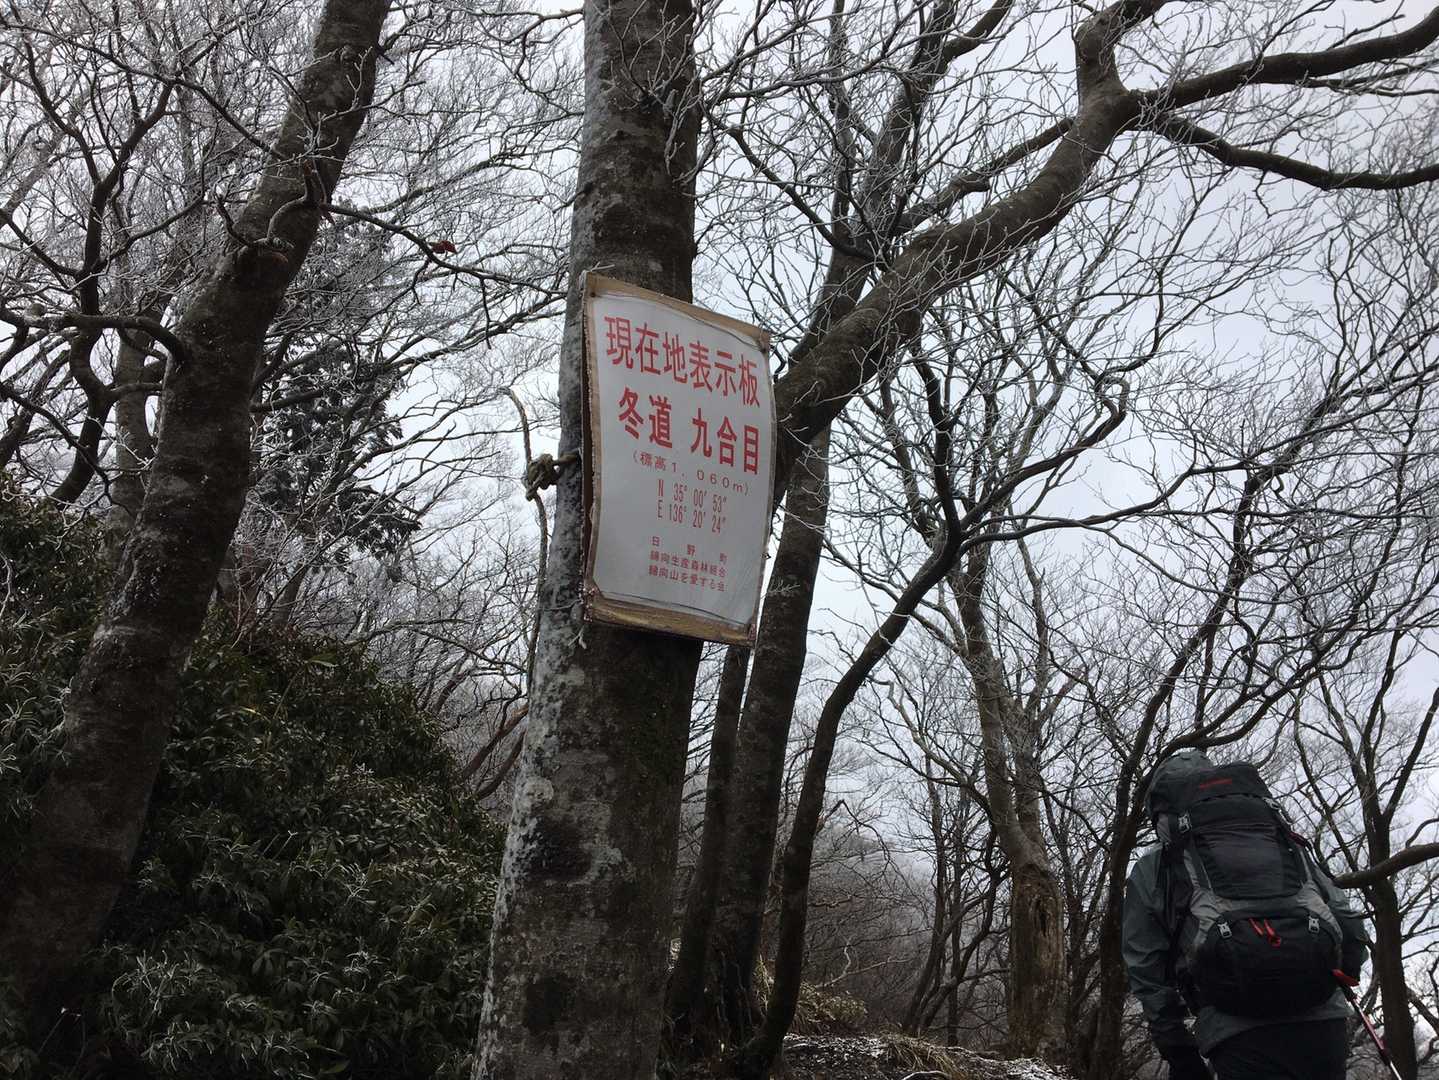 現在地表示板
冬道 九合目
(標高1.060m)
N 35° 00′ 53″
E 136° 20′ 24″
日野町
綿向生産森林組合
綿向山を愛する会